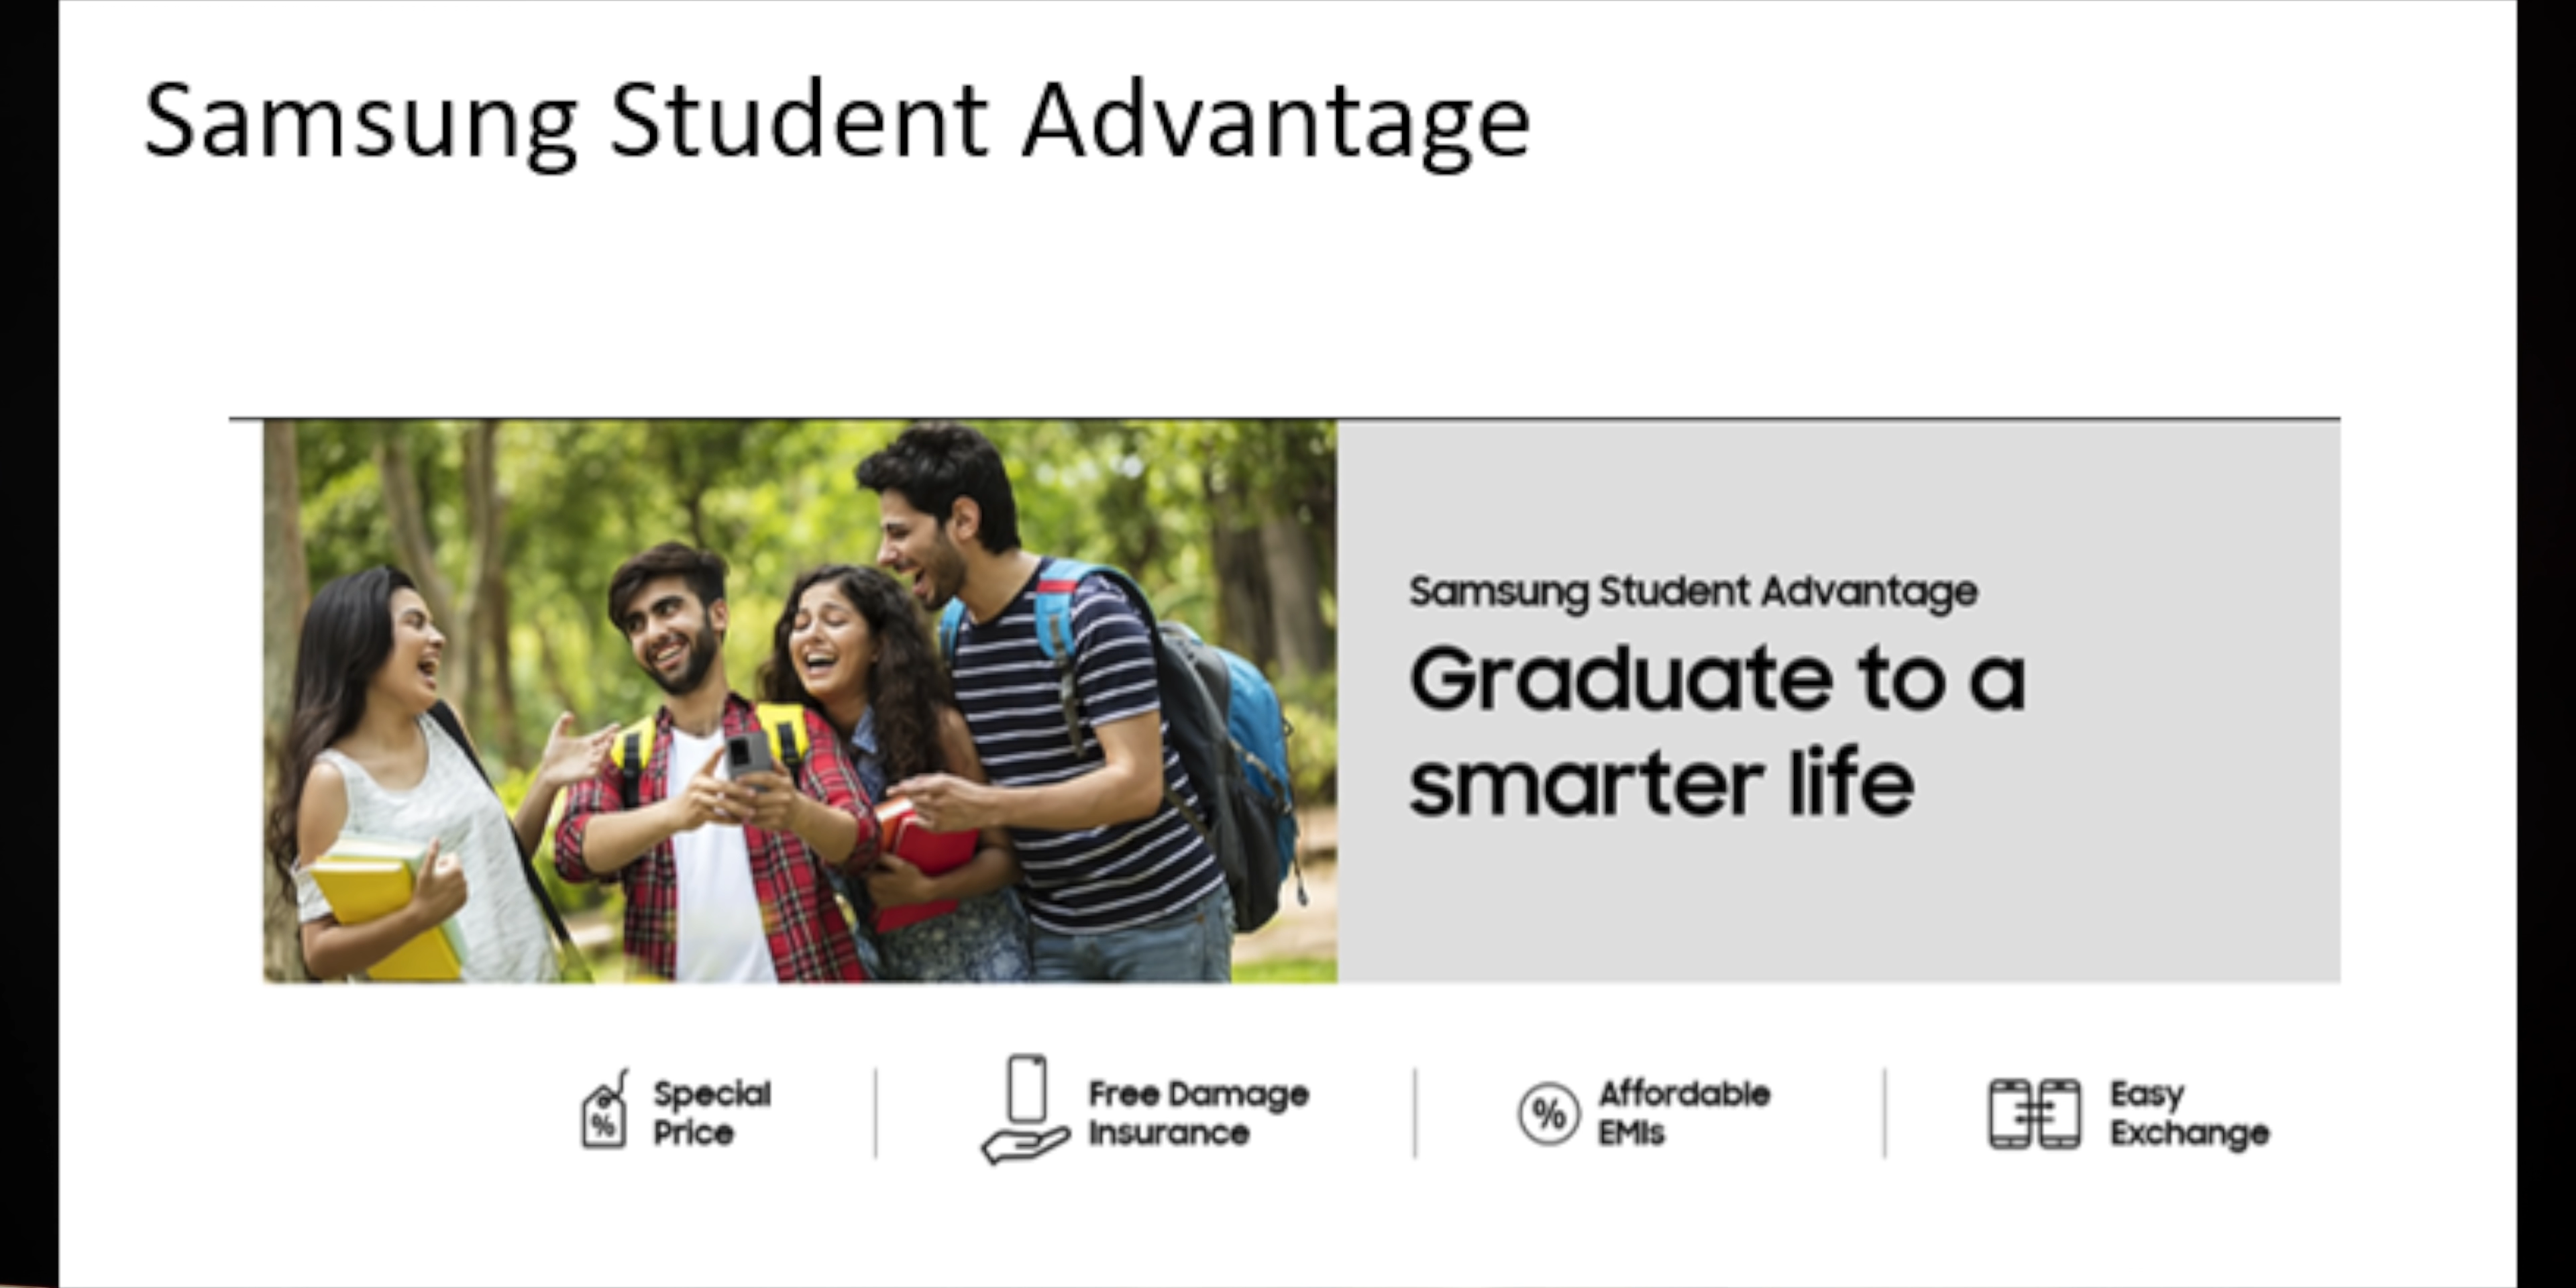 Samsung Student Advantage
Samsung Student Advantage
Graduate to a
smarter life
Special
Price
Free Damage
Insurance
Affordable
EMIs
Easy
Exchange